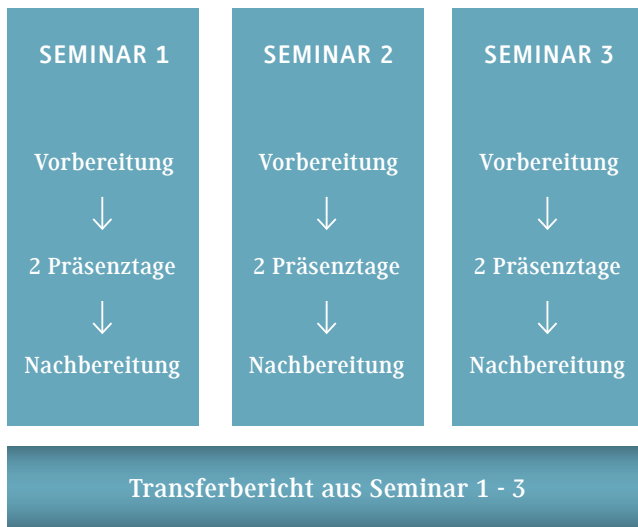 SEMINAR 1
Vorbereitung
2 Präsenztage
Nachbereitung
SEMINAR 2
Vorbereitung
2 Präsenztage
Nachbereitung
SEMINAR 3
Vorbereitung
2 Präsenztage
Nachbereitung
Transferbericht aus Seminar 1 - 3